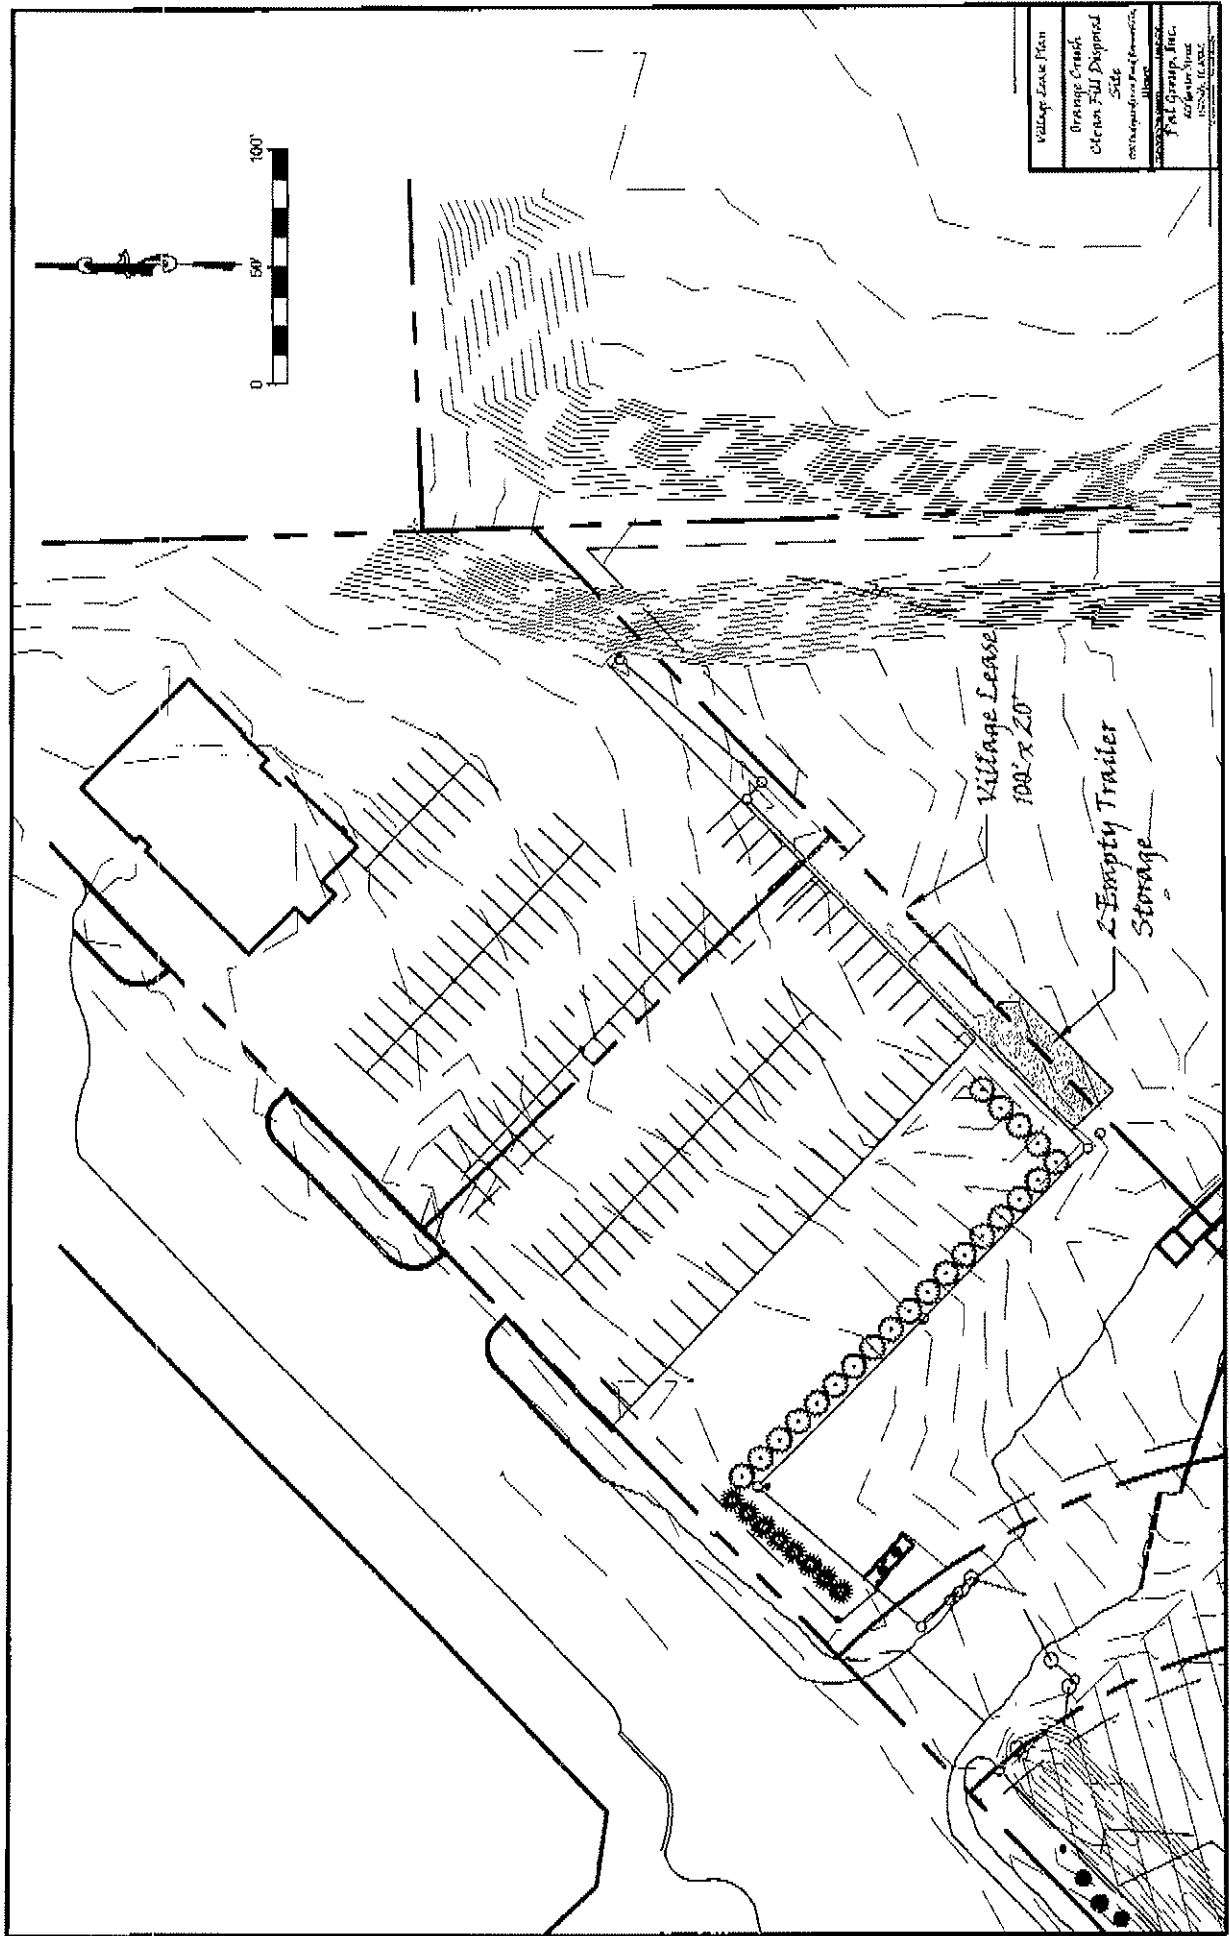 Village Lease Plan
Orange Crush
Clean Fill Disposal
Site
Pal Group, Inc.
0
50'
100'
Village Lease
100' x 20'
2 Empty Trailer
Storage